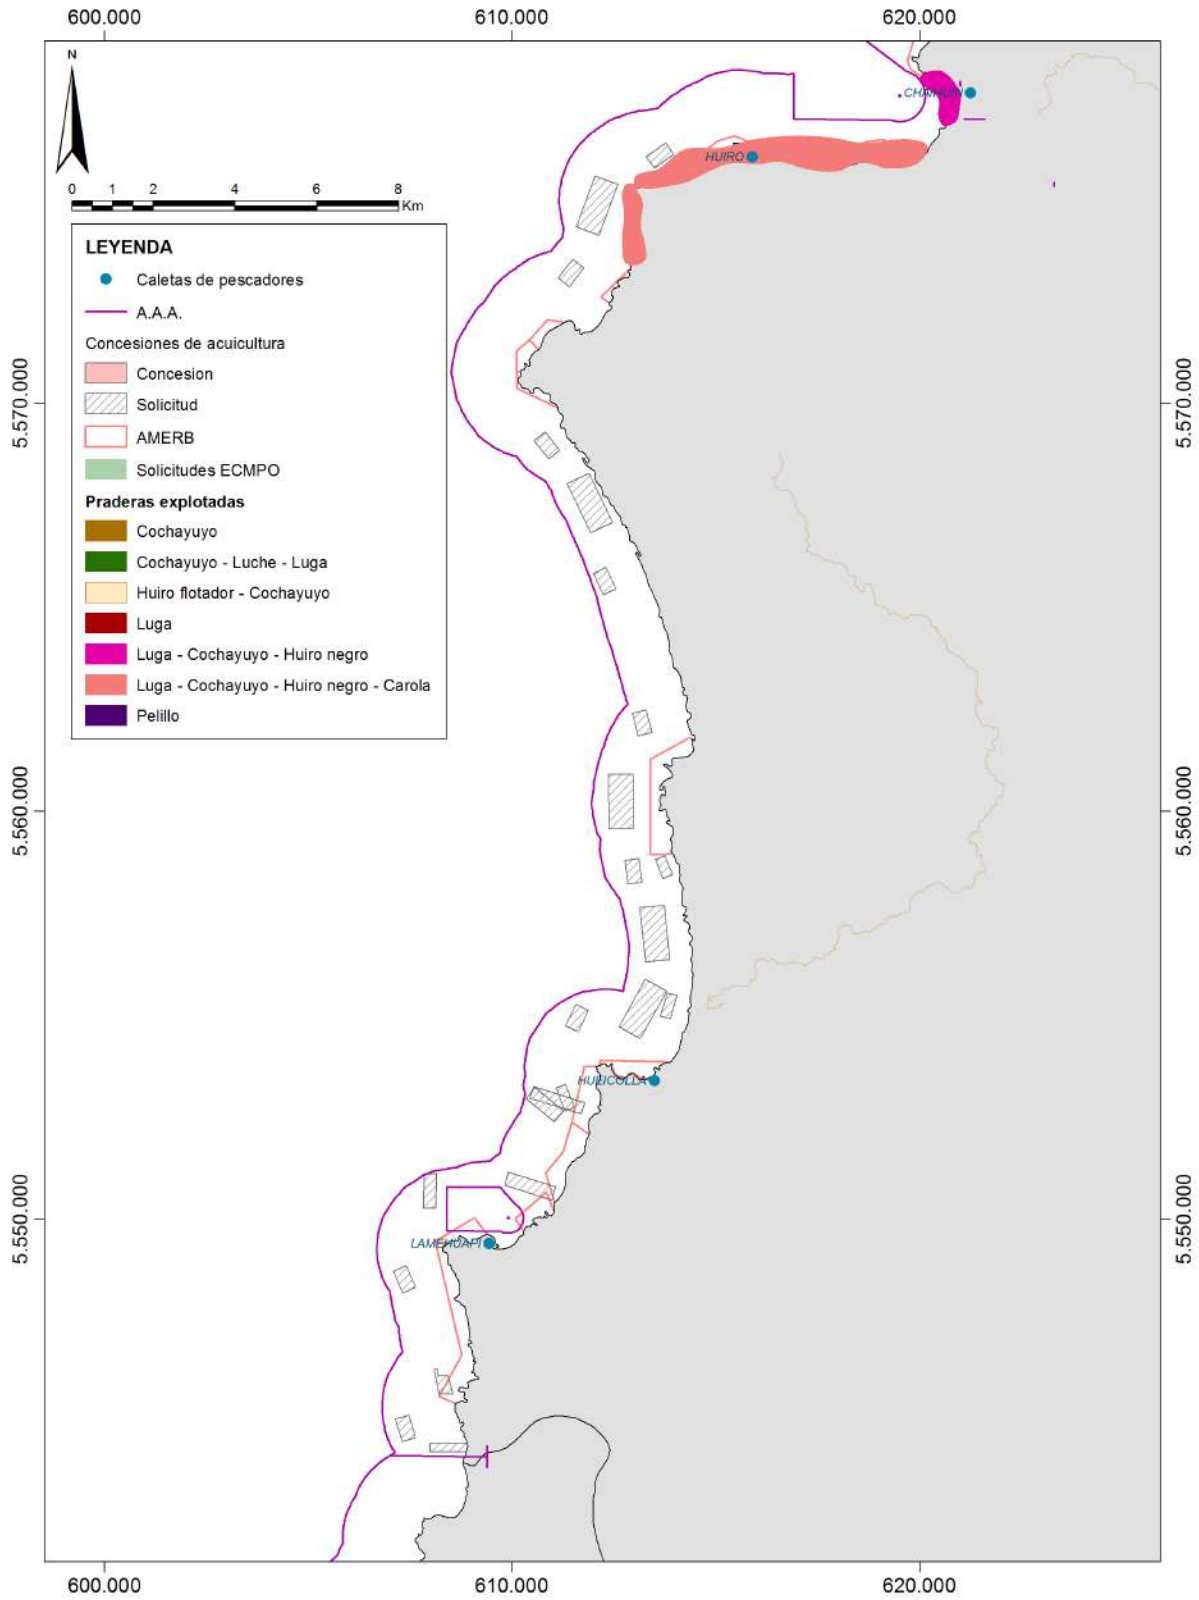 600.000 610.000 620.000
N
CHAIHUIN
HUIRO
0 1 2 4 6 8
Km
LEYENDA
Caletas de pescadores
A.A.A.
Concesiones de acuicultura
Concesion
Solicitud
AMERB
Solicitudes ECMPO
Praderas explotadas
Cochayuyo
Cochayuyo - Luche - Luga
Huiro flotador - Cochayuyo
Luga
Luga - Cochayuyo - Huiro negro
Luga - Cochayuyo - Huiro negro - Carola
Pelillo
5.570.000 5.570.000
5.560.000 5.560.000
HUEICOLLA
5.550.000 5.550.000
LAMEHUAPI
600.000 610.000 620.000